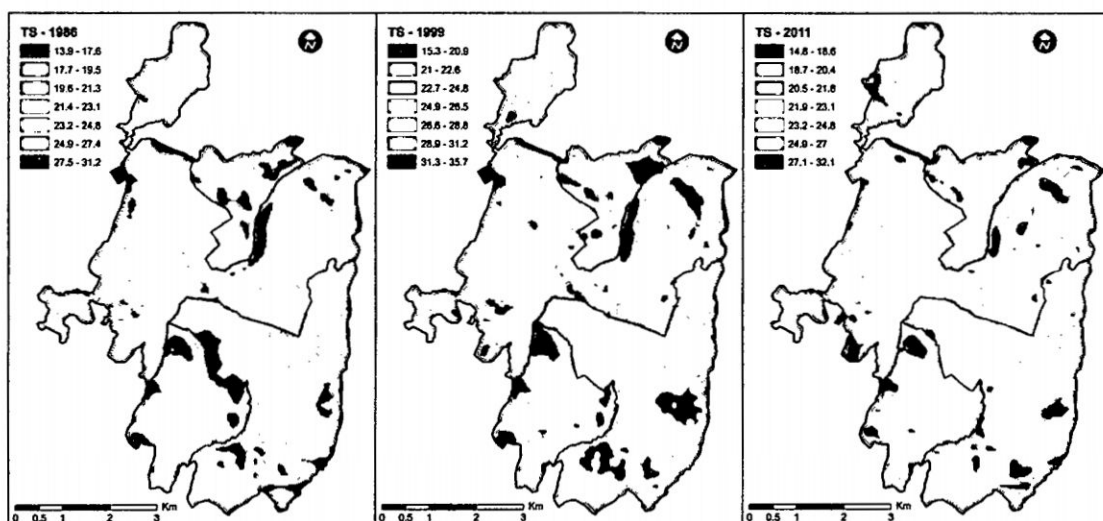 TS - 1986
13.9 - 17.6
17.7 - 19.5
19.6 - 21.3
21.4 - 23.1
23.2 - 24.8
24.9 - 27.4
27.5 - 31.2
N
0 0.5 1 2 3 Km
TS - 1999
15.3 - 20.9
21 - 22.6
22.7 - 24.8
24.9 - 26.5
26.6 - 28.8
28.9 - 31.2
31.3 - 35.7
N
0 0.5 1 2 3 Km
TS - 2011
14.8 - 18.6
18.7 - 20.4
20.5 - 21.8
21.9 - 23.1
23.2 - 24.8
24.9 - 27
27.1 - 32.1
N
0 0.5 1 2 3 Km